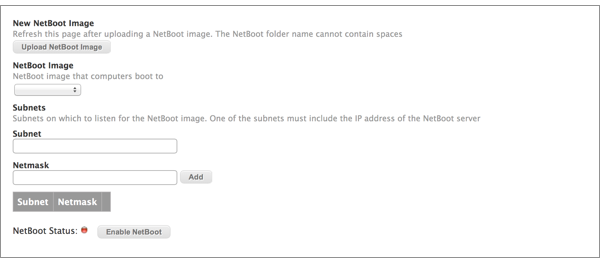 New NetBoot Image
Refresh this page after uploading a NetBoot image. The NetBoot folder name cannot contain spaces
Upload NetBoot Image
NetBoot Image
NetBoot image that computers boot to
Subnets
Subnets on which to listen for the NetBoot image. One of the subnets must include the IP address of the NetBoot server
Subnet
Netmask
Add
Subnet Netmask
NetBoot Status: Enable NetBoot